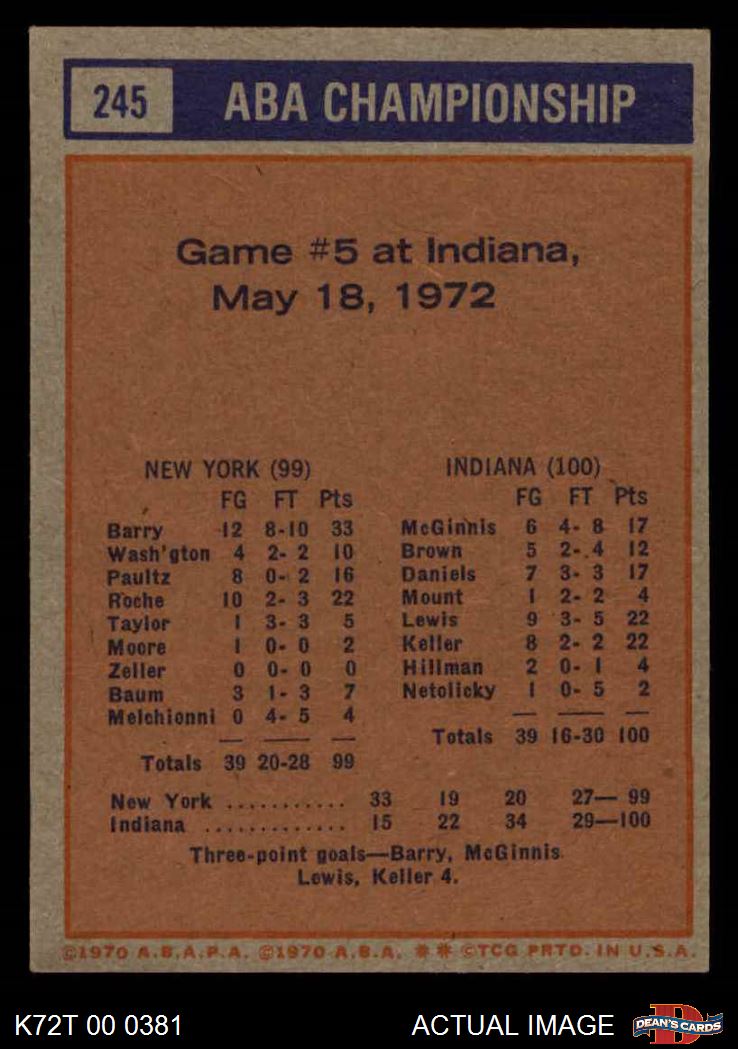 245 ABA CHAMPIONSHIP
Game #5 at Indiana,
May 18, 1972
NEW YORK (99)
FG FT Pts
Barry 12 8-10 33
Wash'gton 4 2- 2 10
Paultz 8 0- 2 16
Roche 10 2- 3 22
Taylor 1 3- 3 5
Moore 1 0- 0 2
Zeller 0 0- 0 0
Baum 3 1- 3 7
Melchionni 0 4- 5 4
Totals 39 20-28 99
INDIANA (100)
FG FT Pts
McGinnis 6 4- 8 17
Brown 5 2- 4 12
Daniels 7 3- 3 17
Mount 1 2- 2 4
Lewis 9 3- 5 22
Keller 8 2- 2 22
Hillman 2 0- 1 4
Netolicky 1 0- 5 2
Totals 39 16-30 100
New York ........... 33 19 20 27— 99
Indiana ............. 15 22 34 29—100
Three-point goals—Barry, McGinnis
Lewis, Keller 4.
©1970 A.B.A.P.A. ©1970 A.B.A. ** ©TCG PRTD. IN U.S.A.
K72T 00 0381 ACTUAL IMAGE DEAN'S CARDS